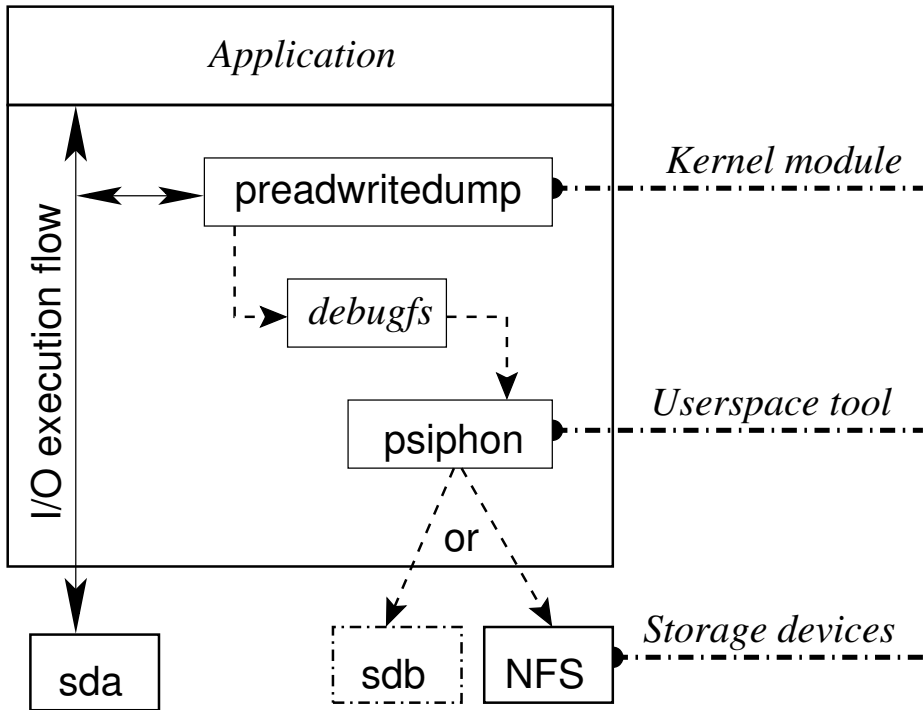 Application
Kernel module
preadwritedump
I/O execution flow
debugfs
Userspace tool
psiphon
or
Storage devices
sda
sdb
NFS